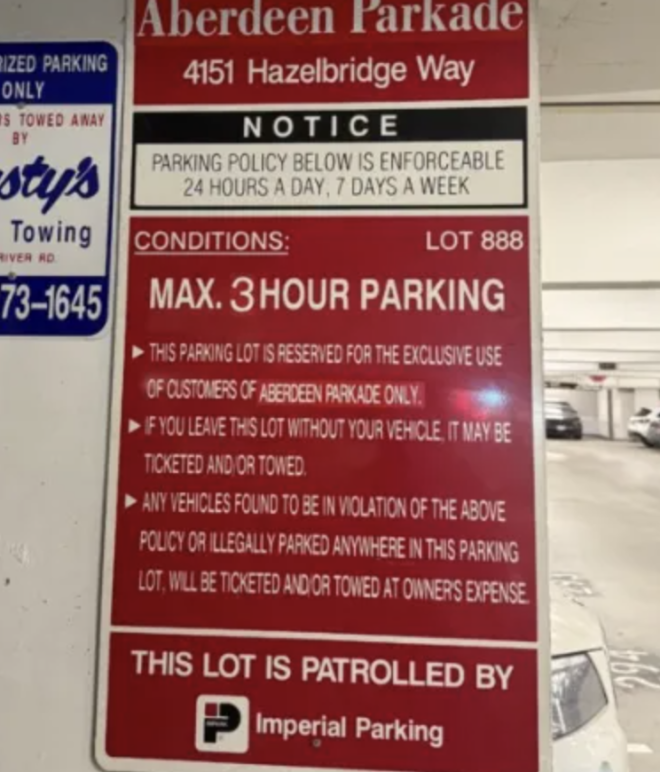 Aberdeen Parkade
4151 Hazelbridge Way
NOTICE
PARKING POLICY BELOW IS ENFORCEABLE
24 HOURS A DAY, 7 DAYS A WEEK
CONDITIONS: LOT 888
MAX. 3 HOUR PARKING
▶ THIS PARKING LOT IS RESERVED FOR THE EXCLUSIVE USE
OF CUSTOMERS OF ABERDEEN PARKADE ONLY.
▶ IF YOU LEAVE THIS LOT WITHOUT YOUR VEHICLE, IT MAY BE
TICKETED AND/OR TOWED.
▶ ANY VEHICLES FOUND TO BE IN VIOLATION OF THE ABOVE
POLICY OR ILLEGALLY PARKED ANYWHERE IN THIS PARKING
LOT, WILL BE TICKETED AND/OR TOWED AT OWNER'S EXPENSE.
THIS LOT IS PATROLLED BY
Imperial Parking
IZED PARKING
ONLY
S TOWED AWAY
BY
sty's
Towing
RIVER RD.
73-1645
294